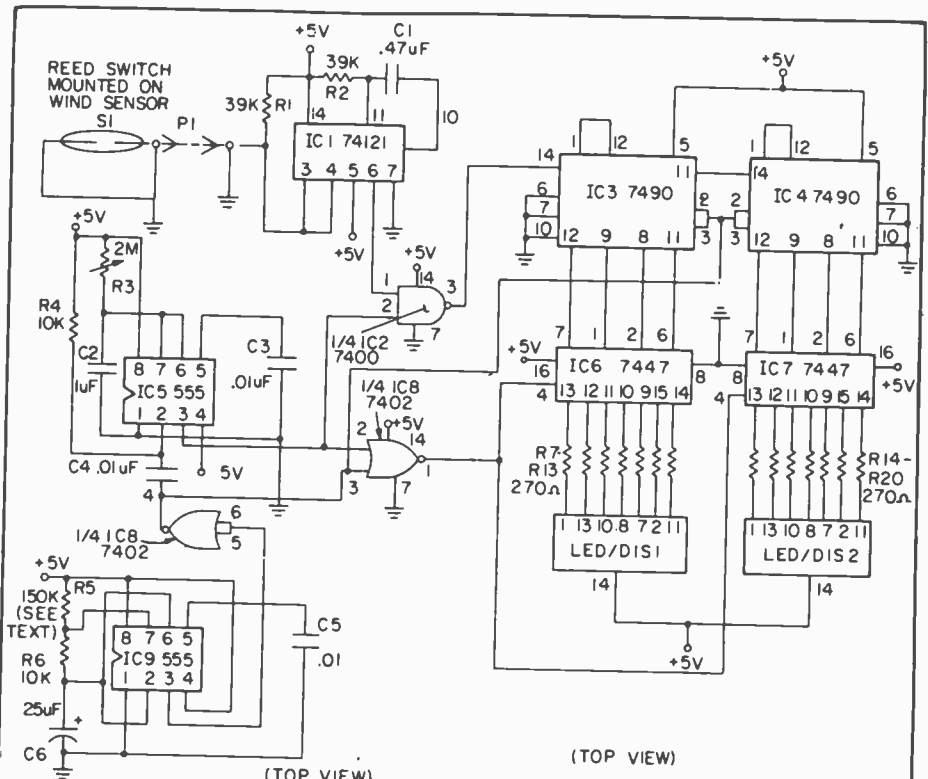 +5V
C1
.47uF
39K
R2
REED SWITCH
MOUNTED ON
WIND SENSOR
S1
P1
39K
R1
14
11
10
IC1 74121
3 4 5 6 7
+5V
+5V
1 12
5
14
11
IC3 7490
6
7
10
2
3
12 9 8 11
1 12
5
14
IC4 7490
2
3
6
7
10
12 9 8 11
+5V
2M
R3
R4
10K
C2
1uF
8 7 6 5
IC5 555
1 2 3 4
C3
.01uF
5V
C4 .01uF
+5V
14
1
2
3
7
1/4 IC2
7400
1/4 IC8
7402
+5V
2
14
3
1
7
4
6
5
1/4 IC8
7402
7 1 2 6
+5V
16
4
IC6 7447
8
13 12 11 10 9 15 14
7 1 2 6
8
4
IC7 7447
16
+5V
13 12 11 10 9 15 14
R7-
R13
270Ω
R14-
R20
270Ω
1 13 10 8 7 2 11
LED/DIS1
14
1 13 10 8 7 2 11
LED/DIS2
14
+5V
+5V
R5
150K
(SEE
TEXT)
R6
10K
8 7 6 5
IC9 555
1 2 3 4
C5
.01
25uF
+
C6
(TOP VIEW)
(TOP VIEW)